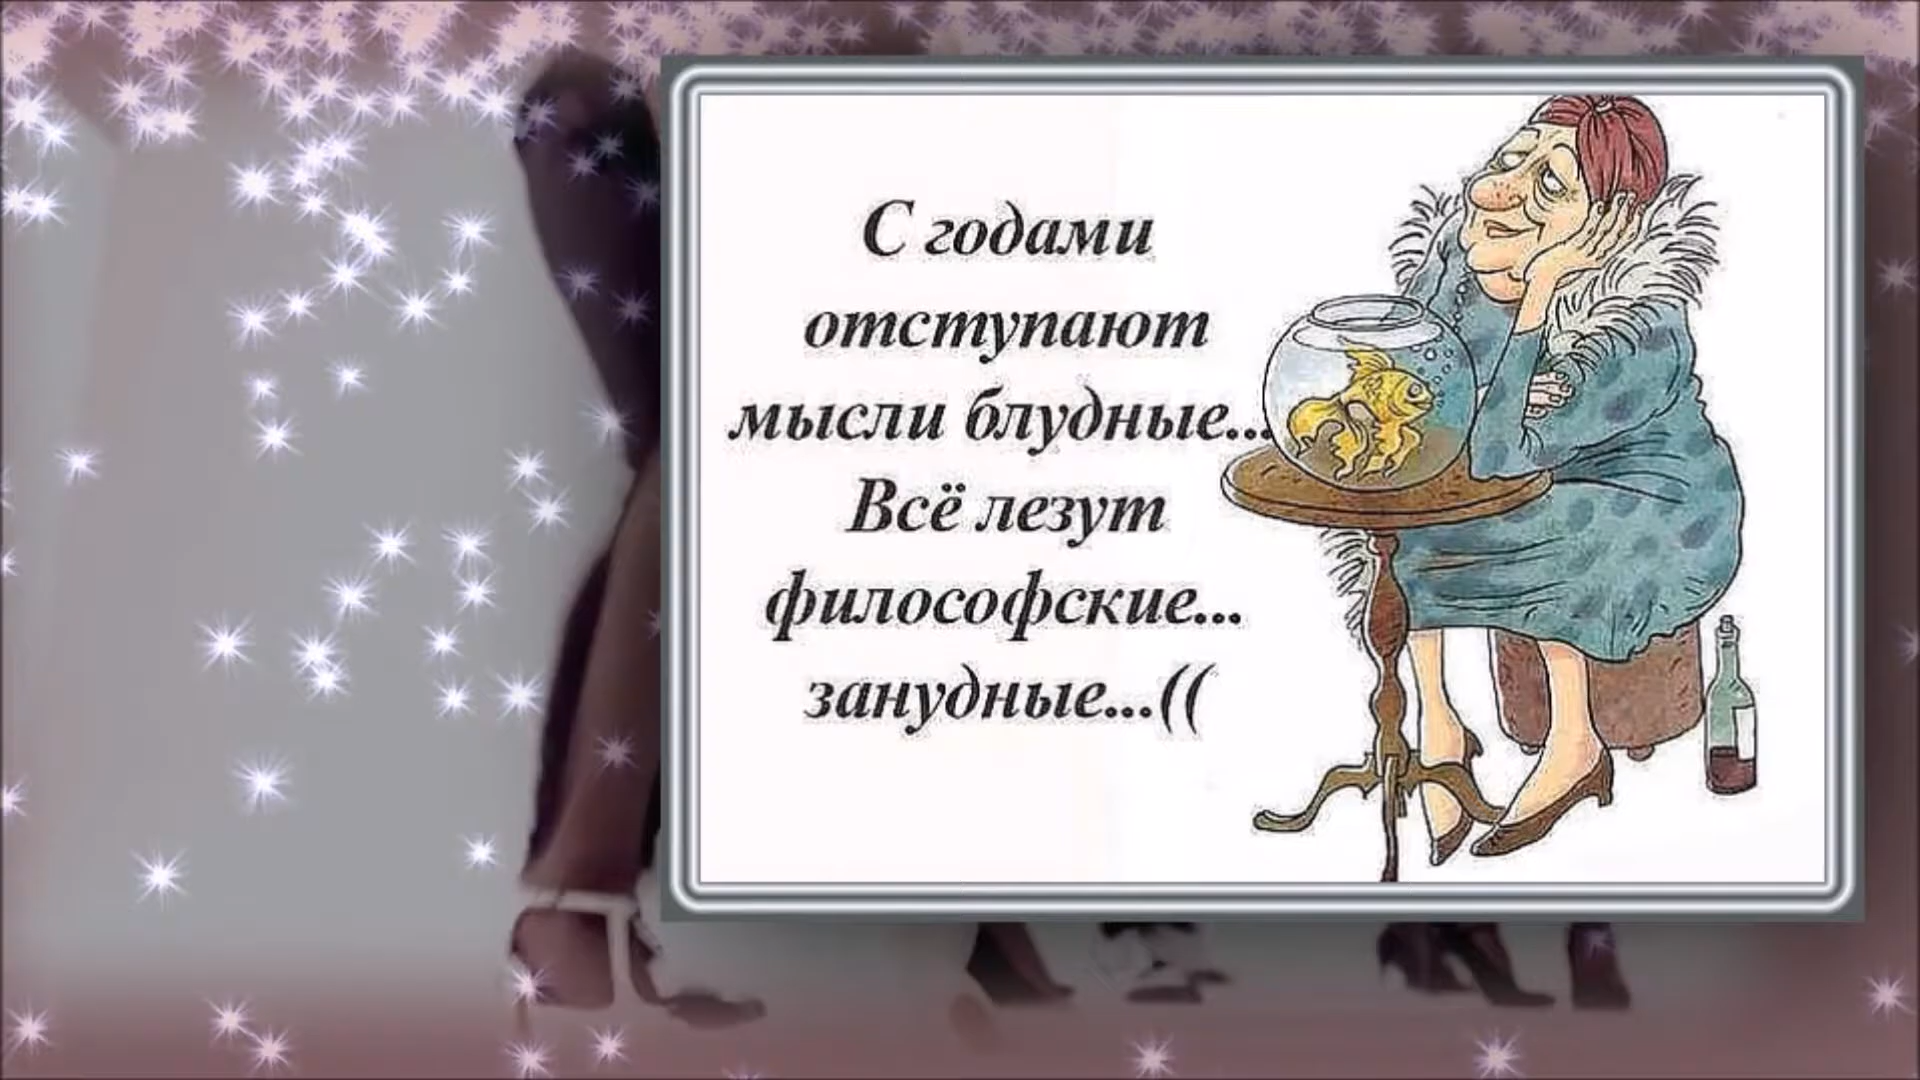 С годами
отступают
мысли блудные...
Всё лезут
философские...
занудные...((